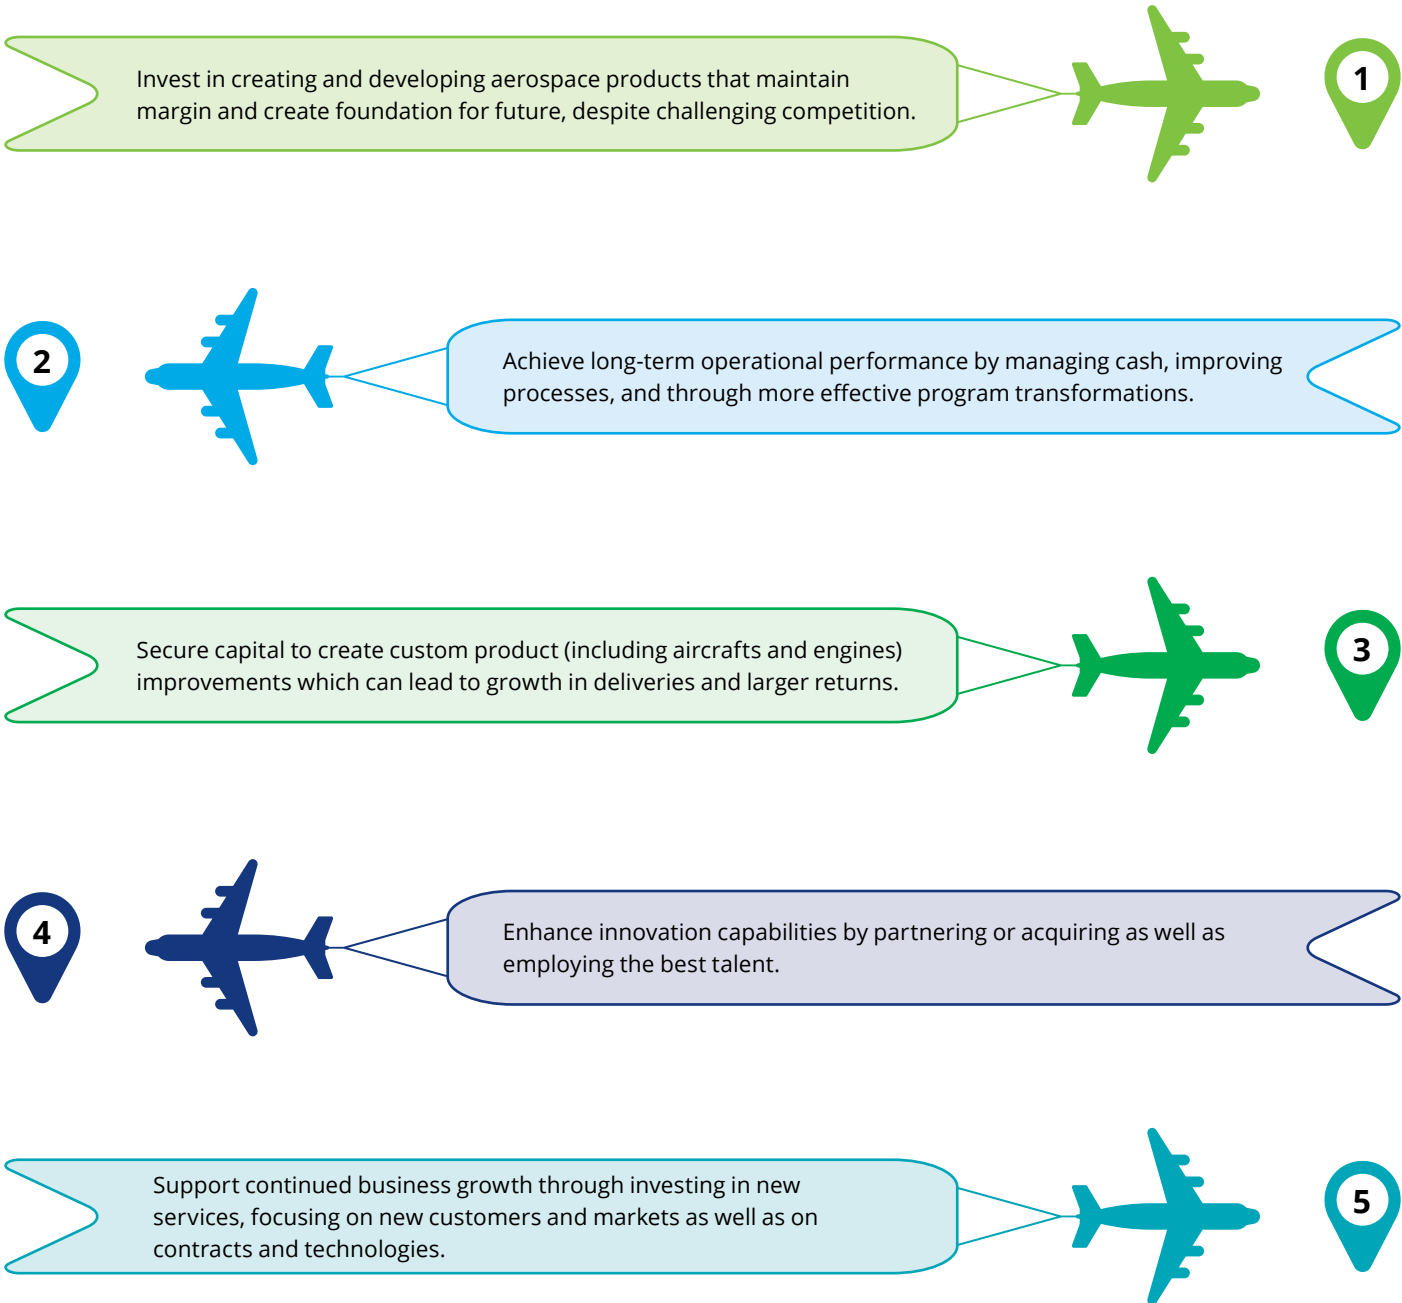 Invest in creating and developing aerospace products that maintain
margin and create foundation for future, despite challenging competition.
1
2
Achieve long-term operational performance by managing cash, improving
processes, and through more effective program transformations.
Secure capital to create custom product (including aircrafts and engines)
improvements which can lead to growth in deliveries and larger returns.
3
4
Enhance innovation capabilities by partnering or acquiring as well as
employing the best talent.
Support continued business growth through investing in new
services, focusing on new customers and markets as well as on
contracts and technologies.
5